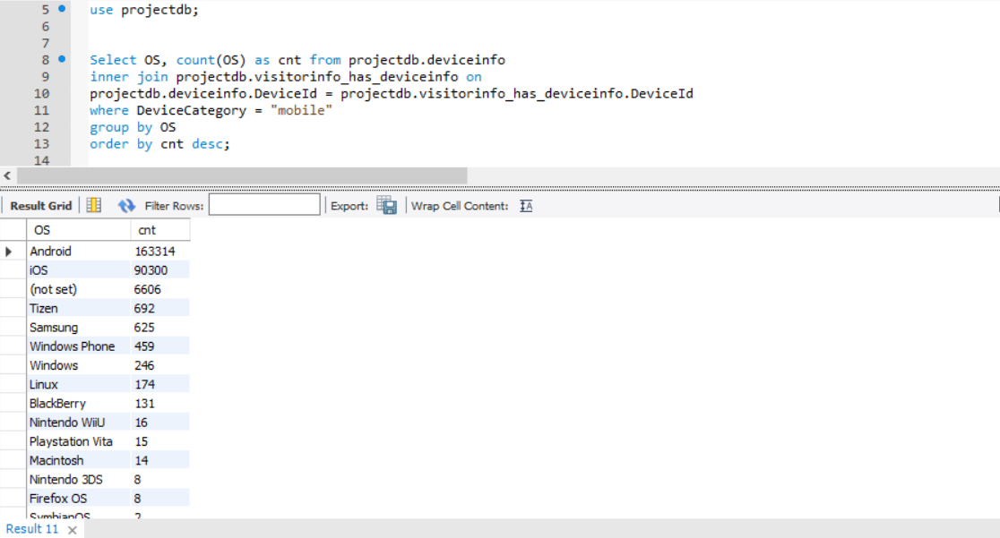 5 use projectdb;
6
7
8 Select OS, count(OS) as cnt from projectdb.deviceinfo
9 inner join projectdb.visitorinfo_has_deviceinfo on
10 projectdb.deviceinfo.DeviceId = projectdb.visitorinfo_has_deviceinfo.DeviceId
11 where DeviceCategory = "mobile"
12 group by OS
13 order by cnt desc;
14
Result Grid Filter Rows: Export: Wrap Cell Content: IA
OS cnt
Android 163314
iOS 90300
(not set) 6606
Tizen 692
Samsung 625
Windows Phone 459
Windows 246
Linux 174
BlackBerry 131
Nintendo WiiU 16
Playstation Vita 15
Macintosh 14
Nintendo 3DS 8
Firefox OS 8
SymbianOS 2
Result 11